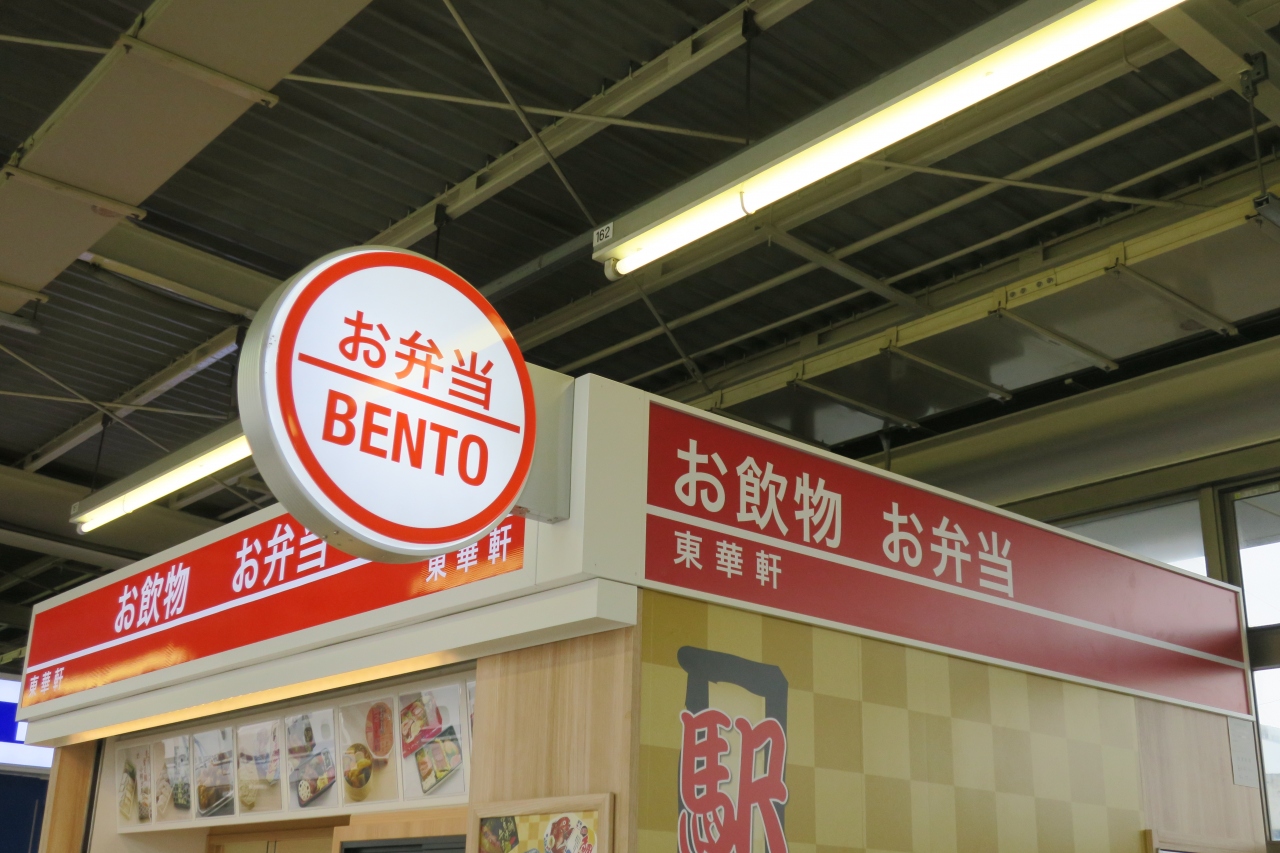 162
お弁当
BENTO
お飲物 お弁当
東華軒 東華軒
お飲物 お弁当
東華軒
駅